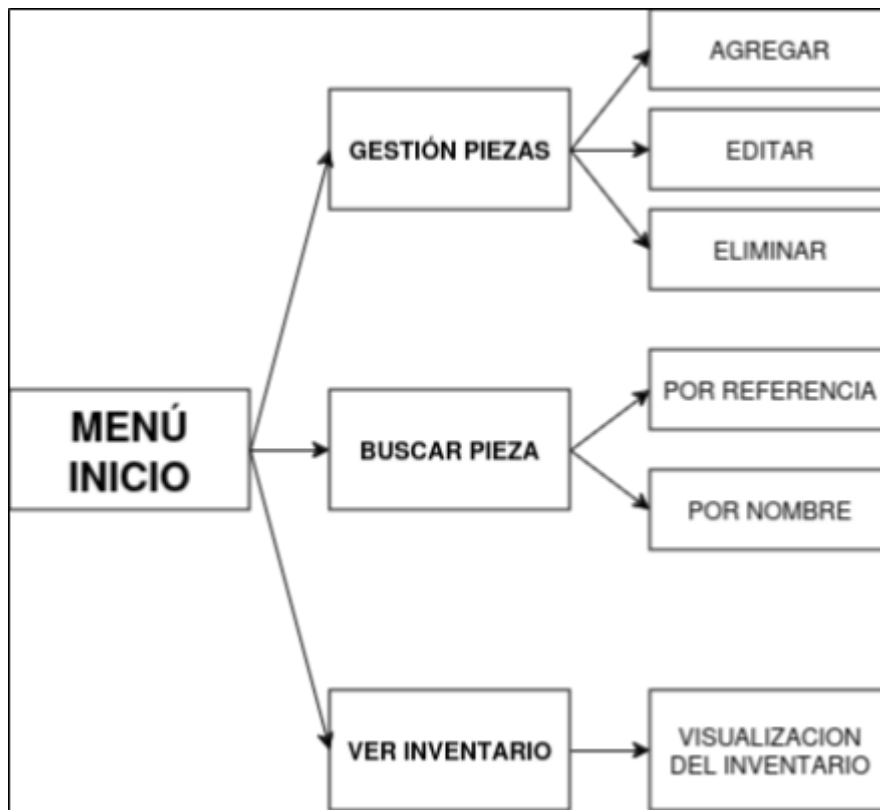 AGREGAR
GESTIÓN PIEZAS
EDITAR
ELIMINAR
MENÚ
INICIO
BUSCAR PIEZA
POR REFERENCIA
POR NOMBRE
VER INVENTARIO
VISUALIZACION
DEL INVENTARIO